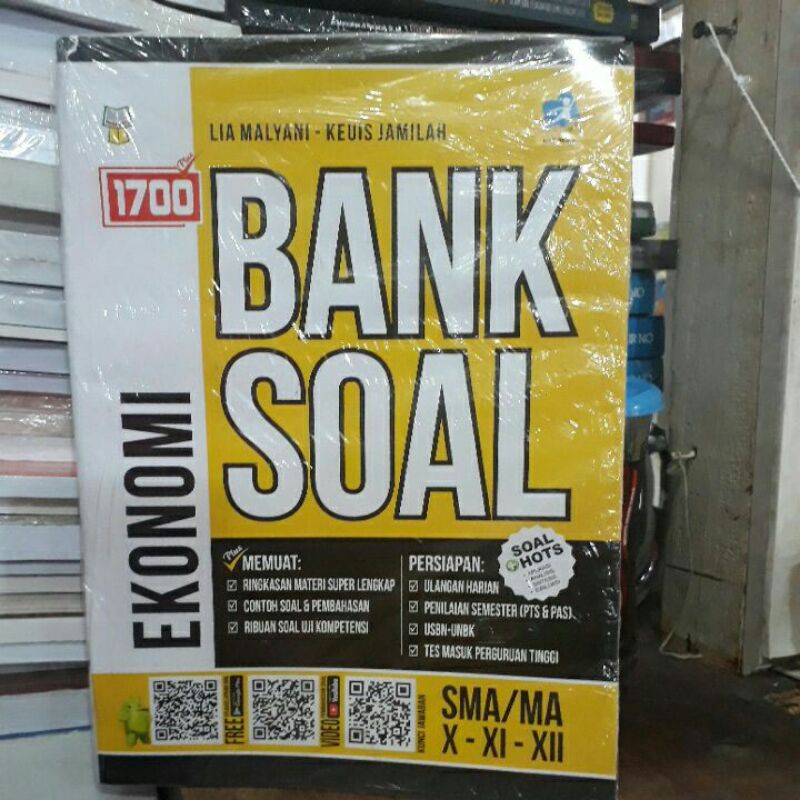 LIA MALYANI - KEUIS JAMILAH
1700
Plus
BANK
SOAL
EKONOMI
Plus
MEMUAT:
RINGKASAN MATERI SUPER LENGKAP
CONTOH SOAL & PEMBAHASAN
RIBUAN SOAL UJI KOMPETENSI
PERSIAPAN:
ULANGAN HARIAN
PENILAIAN SEMESTER (PTS & PAS)
USBN-UNBK
TES MASUK PERGURUAN TINGGI
SOAL
+HOTS
FREE
VIDEO
KUNCI JAWABAN
SMA/MA
X - XI - XII